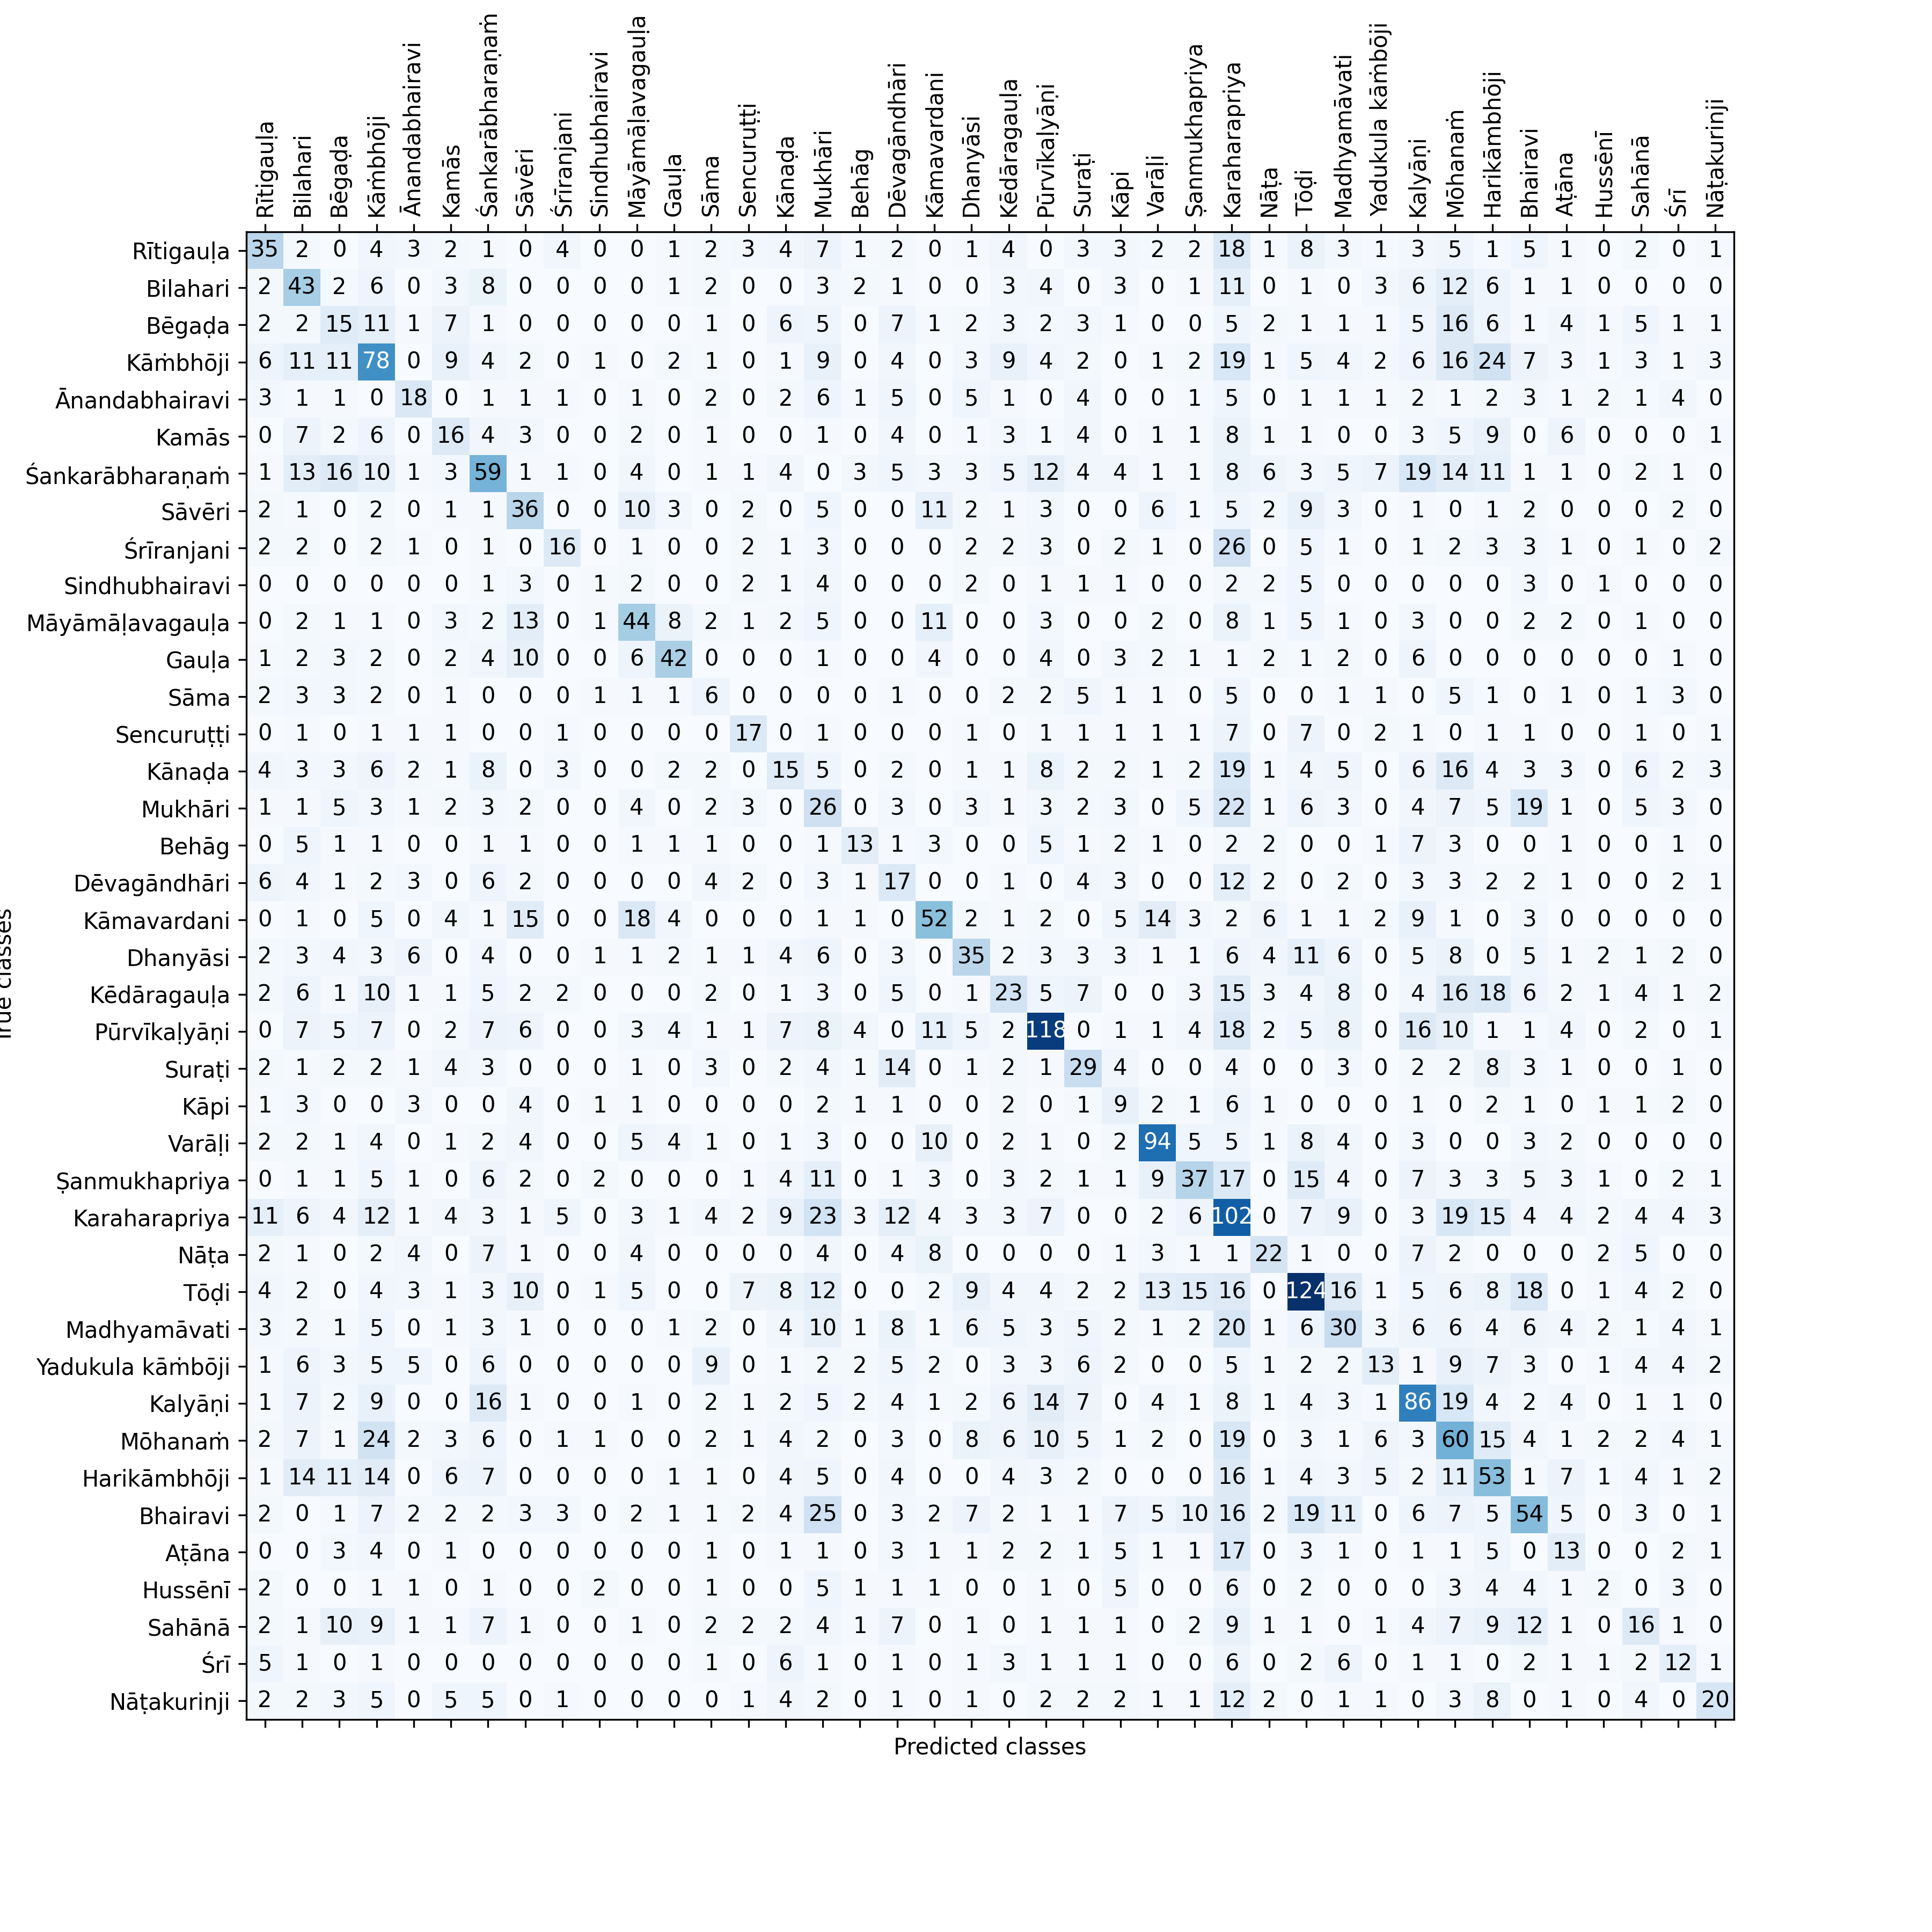 Rītigauḷa
Bilahari
Bēgaḍa
Kāṁbhōji
Ānandabhairavi
Kamās
Śankarābharaṇaṁ
Sāvēri
Śrīranjani
Sindhubhairavi
Māyāmāḷavagauḷa
Gauḷa
Sāma
Sencuruṭṭi
Kānaḍa
Mukhāri
Behāg
Dēvagāndhāri
Kāmavardani
Dhanyāsi
Kēdāragauḷa
Pūrvīkaḷyāṇi
Suraṭi
Kāpi
Varāḷi
Ṣanmukhapriya
Karaharapriya
Nāṭa
Tōḍi
Madhyamāvati
Yadukula kāṁbōji
Kalyāṇi
Mōhanaṁ
Harikāmbhōji
Bhairavi
Aṭāna
Hussēnī
Sahānā
Śrī
Nāṭakurinji
Rītigauḷa 35 2 0 4 3 2 1 0 4 0 0 1 2 3 4 7 1 2 0 1 4 0 3 3 2 2 18 1 8 3 1 3 5 1 5 1 0 2 0 1
Bilahari 2 43 2 6 0 3 8 0 0 0 0 1 2 0 0 3 2 1 0 0 3 4 0 3 0 1 11 0 1 0 3 6 12 6 1 1 0 0 0 0
Bēgaḍa 2 2 15 11 1 7 1 0 0 0 0 0 1 0 6 5 0 7 1 2 3 2 3 1 0 0 5 2 1 1 1 5 16 6 1 4 1 5 1 1
Kāṁbhōji 6 11 11 78 0 9 4 2 0 1 0 2 1 0 1 9 0 4 0 3 9 4 2 0 1 2 19 1 5 4 2 6 16 24 7 3 1 3 1 3
Ānandabhairavi 3 1 1 0 18 0 1 1 1 0 1 0 2 0 2 6 1 5 0 5 1 0 4 0 0 1 5 0 1 1 1 2 1 2 3 1 2 1 4 0
Kamās 0 7 2 6 0 16 4 3 0 0 2 0 1 0 0 1 0 4 0 1 3 1 4 0 1 1 8 1 1 0 0 3 5 9 0 6 0 0 0 1
Śankarābharaṇaṁ 1 13 16 10 1 3 59 1 1 0 4 0 1 1 4 0 3 5 3 3 5 12 4 4 1 1 8 6 3 5 7 19 14 11 1 1 0 2 1 0
Sāvēri 2 1 0 2 0 1 1 36 0 0 10 3 0 2 0 5 0 0 11 2 1 3 0 0 6 1 5 2 9 3 0 1 0 1 2 0 0 0 2 0
Śrīranjani 2 2 0 2 1 0 1 0 16 0 1 0 0 2 1 3 0 0 0 2 2 3 0 2 1 0 26 0 5 1 0 1 2 3 3 1 0 1 0 2
Sindhubhairavi 0 0 0 0 0 0 1 3 0 1 2 0 0 2 1 4 0 0 0 2 0 1 1 1 0 0 2 2 5 0 0 0 0 0 3 0 1 0 0 0
Māyāmāḷavagauḷa 0 2 1 1 0 3 2 13 0 1 44 8 2 1 2 5 0 0 11 0 0 3 0 0 2 0 8 1 5 1 0 3 0 0 2 2 0 1 0 0
Gauḷa 1 2 3 2 0 2 4 10 0 0 6 42 0 0 0 1 0 0 4 0 0 4 0 3 2 1 1 2 1 2 0 6 0 0 0 0 0 0 1 0
Sāma 2 3 3 2 0 1 0 0 0 1 1 1 6 0 0 0 0 1 0 0 2 2 5 1 1 0 5 0 0 1 1 0 5 1 0 1 0 1 3 0
Sencuruṭṭi 0 1 0 1 1 1 0 0 1 0 0 0 0 17 0 1 0 0 0 1 0 1 1 1 1 1 7 0 7 0 2 1 0 1 1 0 0 1 0 1
Kānaḍa 4 3 3 6 2 1 8 0 3 0 0 2 2 0 15 5 0 2 0 1 1 8 2 2 1 2 19 1 4 5 0 6 16 4 3 3 0 6 2 3
Mukhāri 1 1 5 3 1 2 3 2 0 0 4 0 2 3 0 26 0 3 0 3 1 3 2 3 0 5 22 1 6 3 0 4 7 5 19 1 0 5 3 0
Behāg 0 5 1 1 0 0 1 1 0 0 1 1 1 0 0 1 13 1 3 0 0 5 1 2 1 0 2 2 0 0 1 7 3 0 0 1 0 0 1 0
Dēvagāndhāri 6 4 1 2 3 0 6 2 0 0 0 0 4 2 0 3 1 17 0 0 1 0 4 3 0 0 12 2 0 2 0 3 3 2 2 1 0 0 2 1
Kāmavardani 0 1 0 5 0 4 1 15 0 0 18 4 0 0 0 1 1 0 52 2 1 2 0 5 14 3 2 6 1 1 2 9 1 0 3 0 0 0 0 0
Dhanyāsi 2 3 4 3 6 0 4 0 0 1 1 2 1 1 4 6 0 3 0 35 2 3 3 3 1 1 6 4 11 6 0 5 8 0 5 1 2 1 2 0
Kēdāragauḷa 2 6 1 10 1 1 5 2 2 0 0 0 2 0 1 3 0 5 0 1 23 5 7 0 0 3 15 3 4 8 0 4 16 18 6 2 1 4 1 2
Pūrvīkaḷyāṇi 0 7 5 7 0 2 7 6 0 0 3 4 1 1 7 8 4 0 11 5 2 118 0 1 1 4 18 2 5 8 0 16 10 1 1 4 0 2 0 1
Suraṭi 2 1 2 2 1 4 3 0 0 0 1 0 3 0 2 4 1 14 0 1 2 1 29 4 0 0 4 0 0 3 0 2 2 8 3 1 0 0 1 0
Kāpi 1 3 0 0 3 0 0 4 0 1 1 0 0 0 0 2 1 1 0 0 2 0 1 9 2 1 6 1 0 0 0 1 0 2 1 0 1 1 2 0
Varāḷi 2 2 1 4 0 1 2 4 0 0 5 4 1 0 1 3 0 0 10 0 2 1 0 2 94 5 5 1 8 4 0 3 0 0 3 2 0 0 0 0
Ṣanmukhapriya 0 1 1 5 1 0 6 2 0 2 0 0 0 1 4 11 0 1 3 0 3 2 1 1 9 37 17 0 15 4 0 7 3 3 5 3 1 0 2 1
Karaharapriya 11 6 4 12 1 4 3 1 5 0 3 1 4 2 9 23 3 12 4 3 3 7 0 0 2 6 102 0 7 9 0 3 19 15 4 4 2 4 4 3
Nāṭa 2 1 0 2 4 0 7 1 0 0 4 0 0 0 0 4 0 4 8 0 0 0 0 1 3 1 1 22 1 0 0 7 2 0 0 0 2 5 0 0
Tōḍi 4 2 0 4 3 1 3 10 0 1 5 0 0 7 8 12 0 0 2 9 4 4 2 2 13 15 16 0 124 16 1 5 6 8 18 0 1 4 2 0
Madhyamāvati 3 2 1 5 0 1 3 1 0 0 0 1 2 0 4 10 1 8 1 6 5 3 5 2 1 2 20 1 6 30 3 6 6 4 6 4 2 1 4 1
Yadukula kāṁbōji 1 6 3 5 5 0 6 0 0 0 0 0 9 0 1 2 2 5 2 0 3 3 6 2 0 0 5 1 2 2 13 1 9 7 3 0 1 4 4 2
Kalyāṇi 1 7 2 9 0 0 16 1 0 0 1 0 2 1 2 5 2 4 1 2 6 14 7 0 4 1 8 1 4 3 1 86 19 4 2 4 0 1 1 0
Mōhanaṁ 2 7 1 24 2 3 6 0 1 1 0 0 2 1 4 2 0 3 0 8 6 10 5 1 2 0 19 0 3 1 6 3 60 15 4 1 2 2 4 1
Harikāmbhōji 1 14 11 14 0 6 7 0 0 0 0 1 1 0 4 5 0 4 0 0 4 3 2 0 0 0 16 1 4 3 5 2 11 53 1 7 1 4 1 2
Bhairavi 2 0 1 7 2 2 2 3 3 0 2 1 1 2 4 25 0 3 2 7 2 1 1 7 5 10 16 2 19 11 0 6 7 5 54 5 0 3 0 1
Aṭāna 0 0 3 4 0 1 0 0 0 0 0 0 1 0 1 1 0 3 1 1 2 2 1 5 1 1 17 0 3 1 0 1 1 5 0 13 0 0 2 1
Hussēnī 2 0 0 1 1 0 1 0 0 2 0 0 1 0 0 5 1 1 1 0 0 1 0 5 0 0 6 0 2 0 0 0 3 4 4 1 2 0 3 0
Sahānā 2 1 10 9 1 1 7 1 0 0 1 0 2 2 2 4 1 7 0 1 0 1 1 1 0 2 9 1 1 0 1 4 7 9 12 1 0 16 1 0
Śrī 5 1 0 1 0 0 0 0 0 0 0 0 1 0 6 1 0 1 0 1 3 1 1 1 0 0 6 0 2 6 0 1 1 0 2 1 1 2 12 1
Nāṭakurinji 2 2 3 5 0 5 5 0 1 0 0 0 0 1 4 2 0 1 0 1 0 2 2 2 1 1 12 2 0 1 1 0 3 8 0 1 0 4 0 20
Predicted classes
True classes